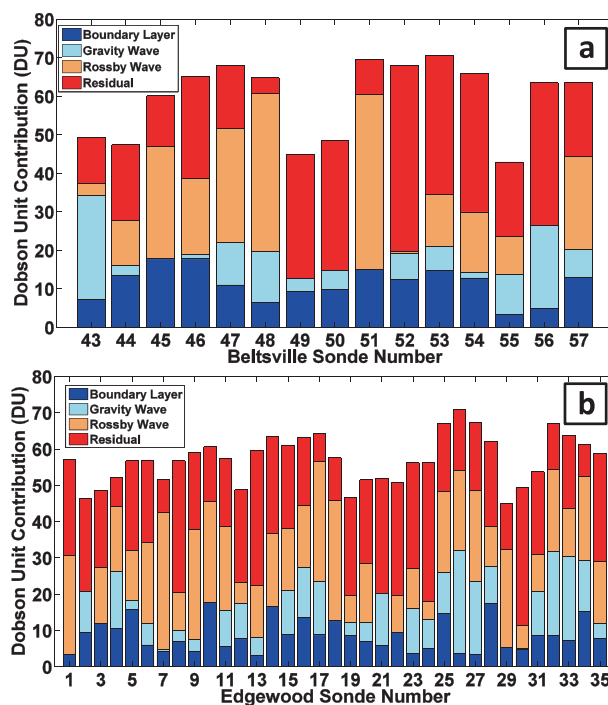 a
Boundary Layer
Gravity Wave
Rossby Wave
Residual
Dobson Unit Contribution (DU)
80
70
60
50
40
30
20
10
0
43 44 45 46 47 48 49 50 51 52 53 54 55 56 57
Beltsville Sonde Number
b
Boundary Layer
Gravity Wave
Rossby Wave
Residual
Dobson Unit Contribution (DU)
80
70
60
50
40
30
20
10
0
1 3 5 7 9 11 13 15 17 19 21 23 25 27 29 31 33 35
Edgewood Sonde Number